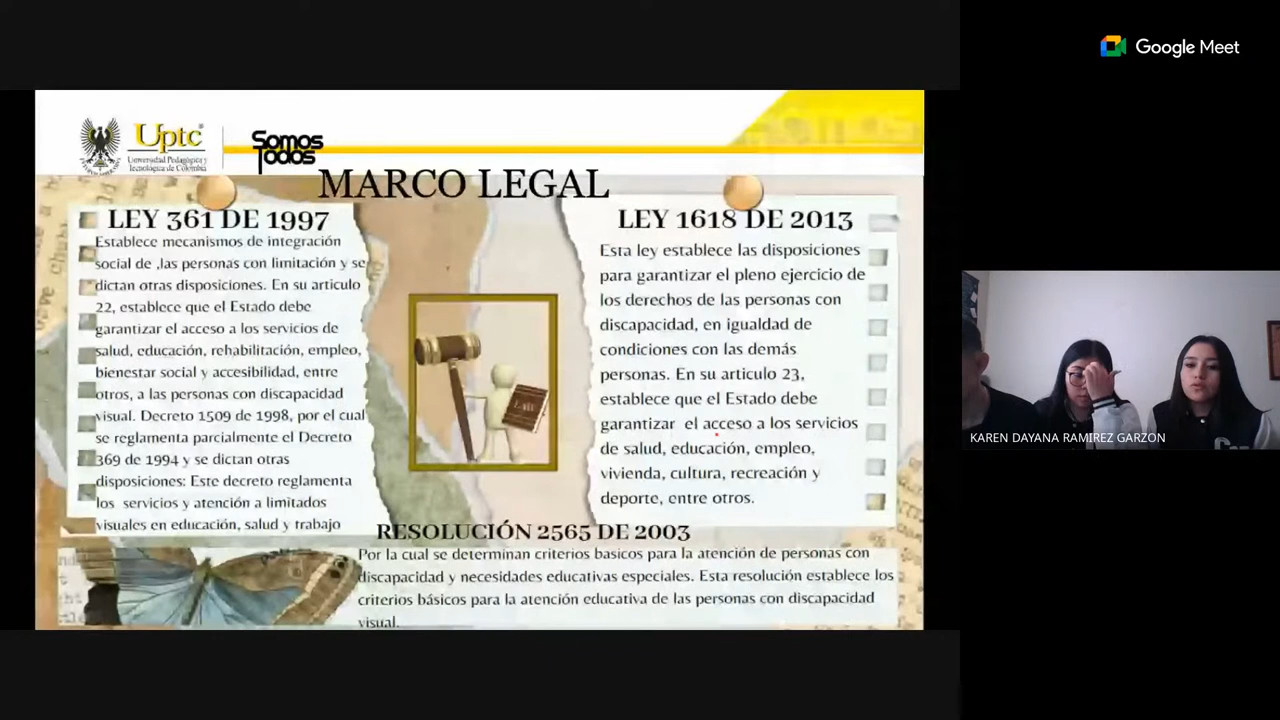 Google Meet
Uptc
Universidad Pedagógica y
Tecnológica de Colombia
Somos
Todos
MARCO LEGAL
LEY 361 DE 1997
Establece mecanismos de integración
social de ,las personas con limitación y se
dictan otras disposiciones. En su articulo
22, establece que el Estado debe
garantizar el acceso a los servicios de
salud, educación, rehabilitación, empleo,
bienestar social y accesibilidad, entre
otros, a las personas con discapacidad
visual. Decreto 1509 de 1998, por el cual
se reglamenta parcialmente el Decreto
369 de 1994 y se dictan otras
disposiciones: Este decreto reglamenta
los servicios y atención a limitados
visuales en educación, salud y trabajo
LAW
LEY 1618 DE 2013
Esta ley establece las disposiciones
para garantizar el pleno ejercicio de
los derechos de las personas con
discapacidad, en igualdad de
condiciones con las demás
personas. En su articulo 23,
establece que el Estado debe
garantizar el acceso a los servicios
de salud, educación, empleo,
vivienda, cultura, recreación y
deporte, entre otros.
RESOLUCIÓN 2565 DE 2003
Por la cual se determinan criterios basicos para la atención de personas con
discapacidad y necesidades educativas especiales. Esta resolución establece los
criterios básicos para la atención educativa de las personas con discapacidad
visual.
KAREN DAYANA RAMIREZ GARZON